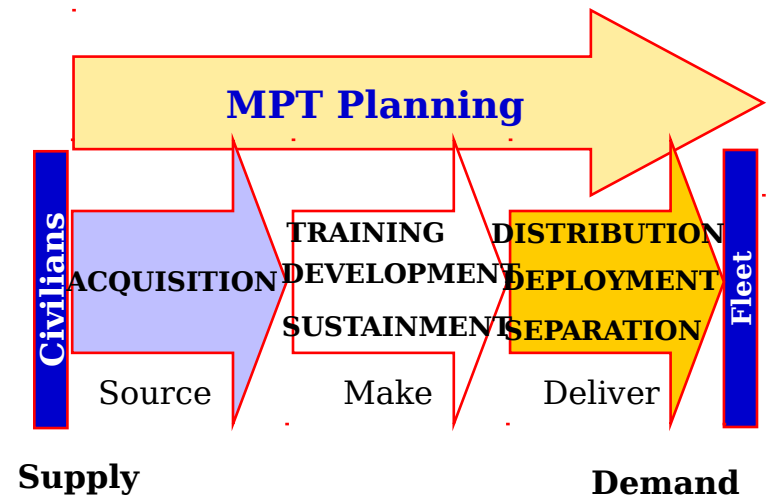 MPT Planning
Civilians
ACQUISITION
TRAINING
DEVELOPMENT
SUSTAINMENT
DISTRIBUTION
DEPLOYMENT
SEPARATION
Fleet
Source
Make
Deliver
Supply
Demand